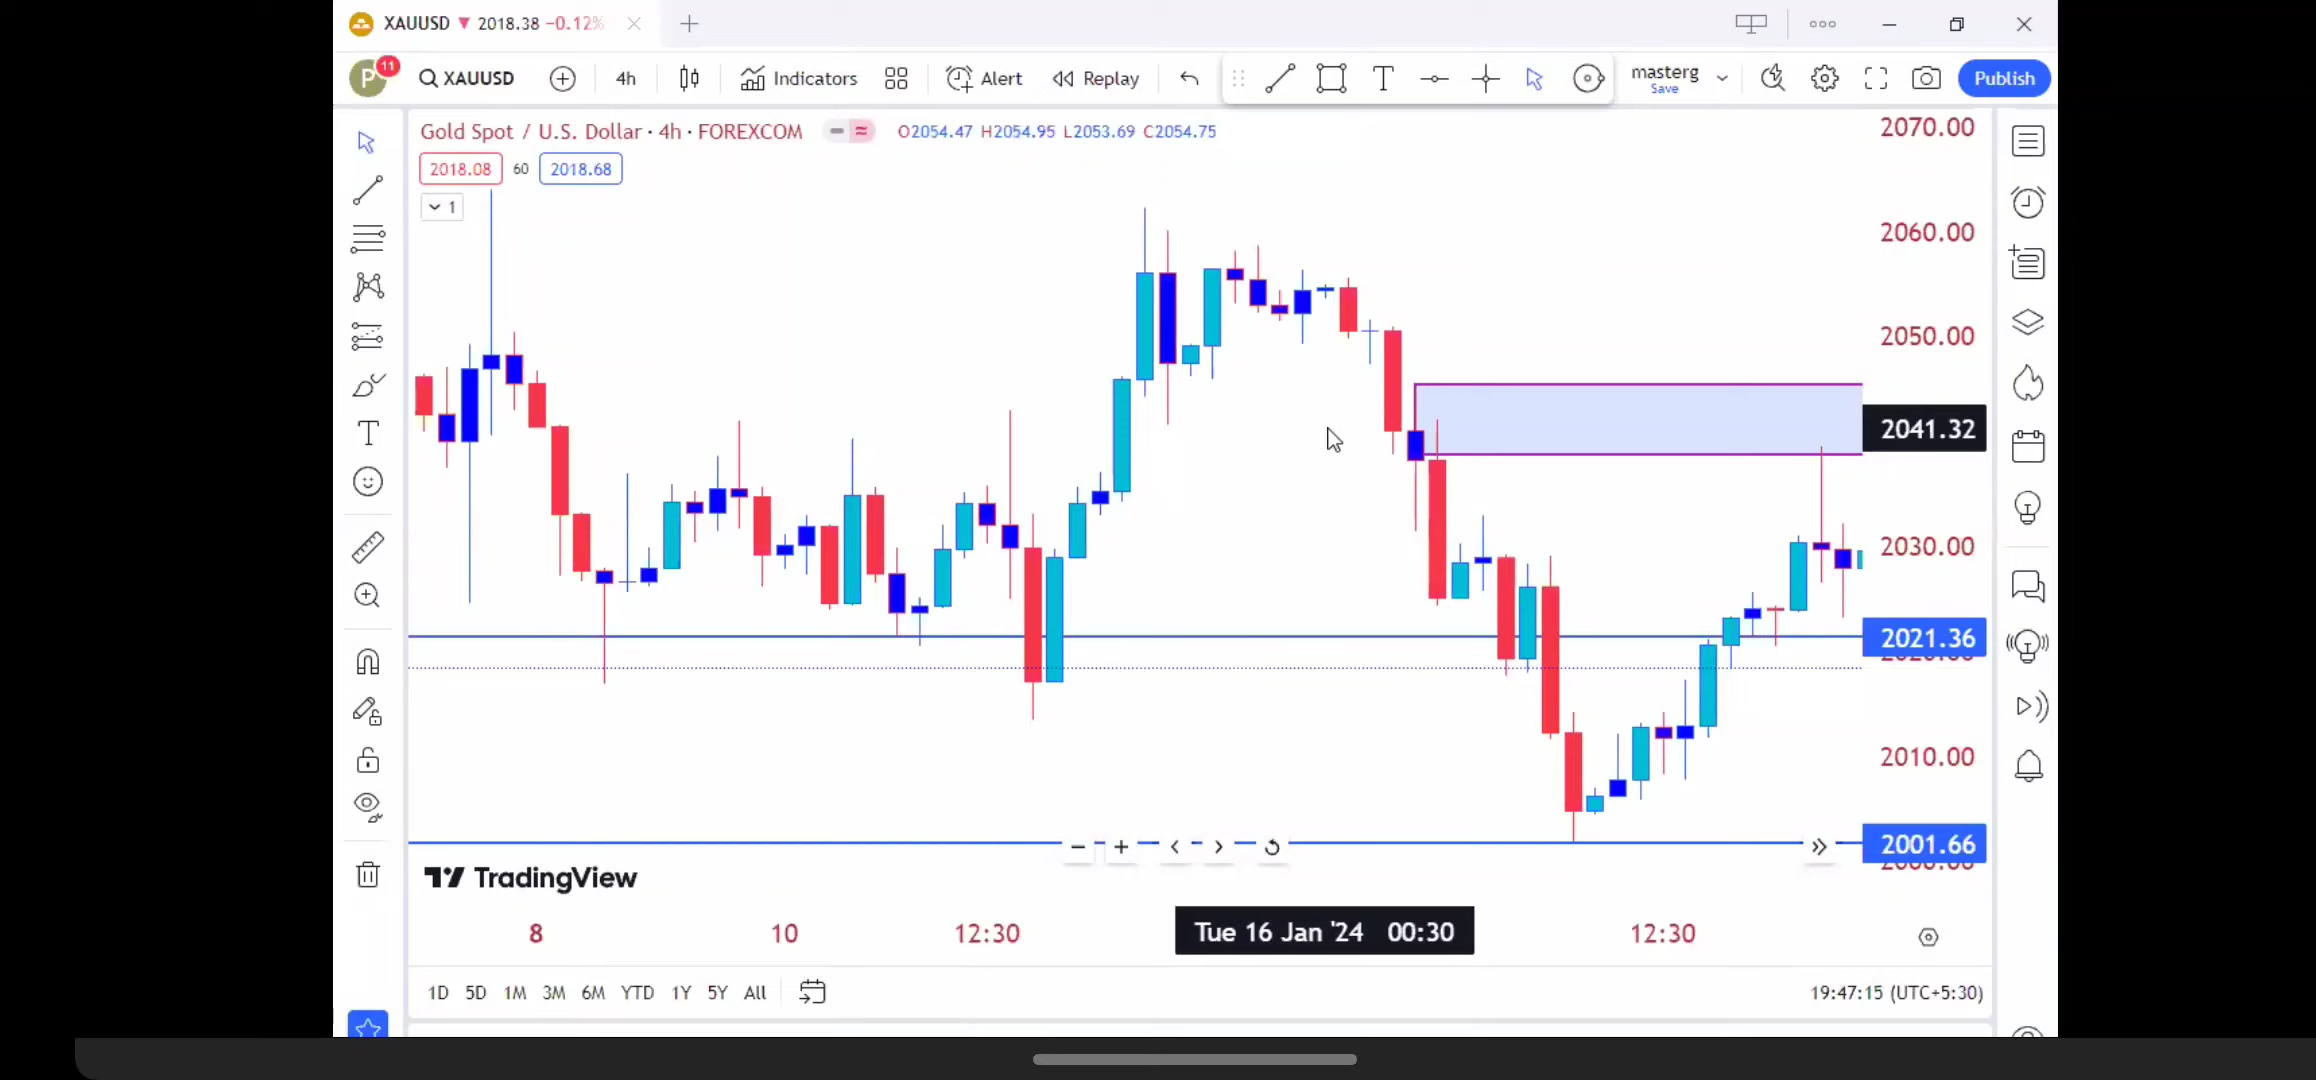 XAUUSD ▼ 2018.38 −0.12%
P 11 XAUUSD 4h Indicators Alert Replay T masterg Save Publish
Gold Spot / U.S. Dollar · 4h · FOREXCOM O2054.47 H2054.95 L2053.69 C2054.75
2018.08 60 2018.68
1
2070.00
2060.00
2050.00
2041.32
2030.00
2021.36
2010.00
2001.66
TradingView
8 10 12:30 Tue 16 Jan '24 00:30 12:30
1D 5D 1M 3M 6M YTD 1Y 5Y All 19:47:15 (UTC+5:30)